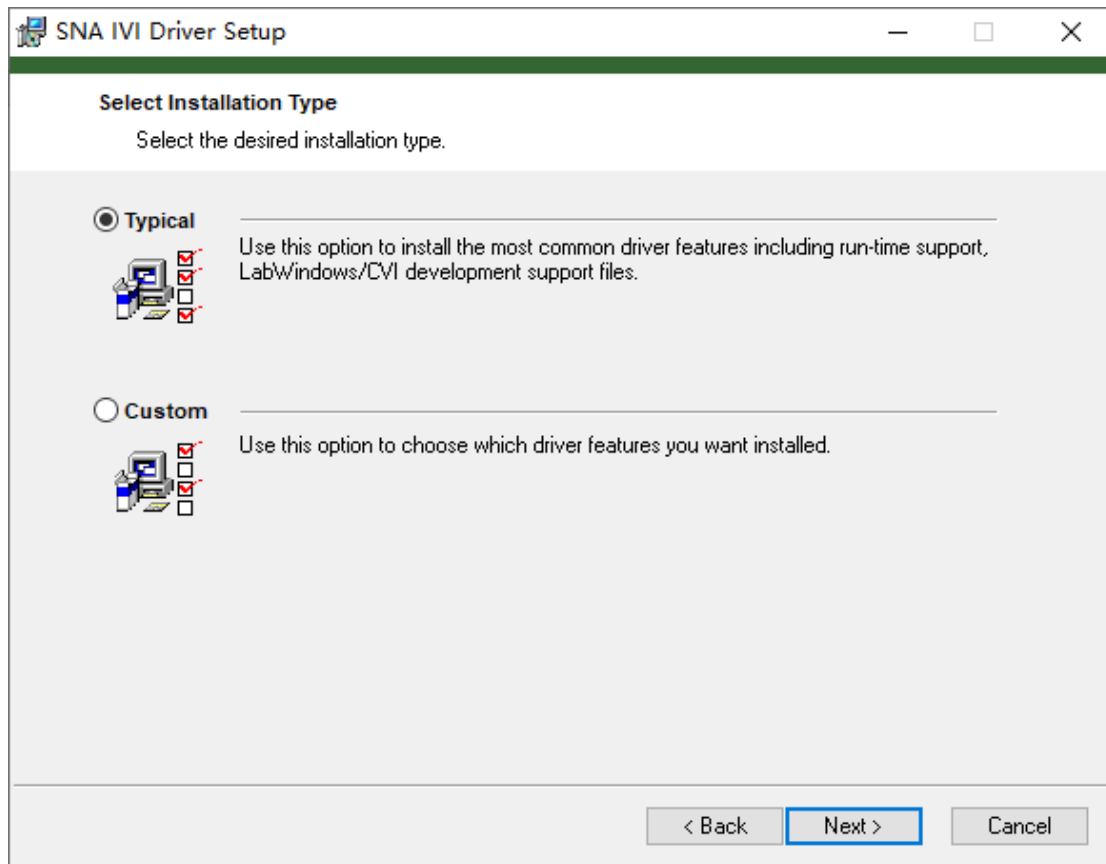 SNA IVI Driver Setup
Select Installation Type
Select the desired installation type.
Typical
Use this option to install the most common driver features including run-time support,
LabWindows/CVI development support files.
Custom
Use this option to choose which driver features you want installed.
< Back
Next >
Cancel